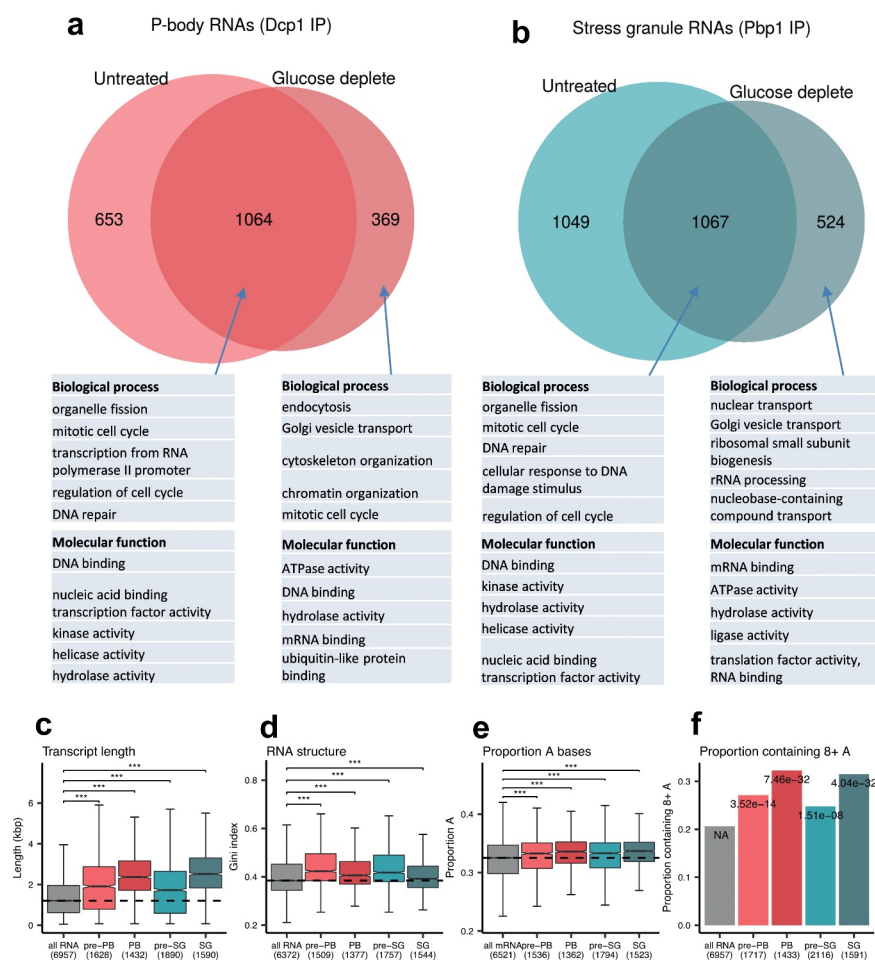 a
P-body RNAs (Dcp1 IP)
Untreated
Glucose deplete
653
1064
369
Biological process
organelle fission
mitotic cell cycle
transcription from RNA
polymerase II promoter
regulation of cell cycle
DNA repair
Molecular function
DNA binding
nucleic acid binding
transcription factor activity
kinase activity
helicase activity
hydrolase activity
Biological process
endocytosis
Golgi vesicle transport
cytoskeleton organization
chromatin organization
mitotic cell cycle
Molecular function
ATPase activity
DNA binding
hydrolase activity
mRNA binding
ubiquitin-like protein
binding
b
Stress granule RNAs (Pbp1 IP)
Untreated
Glucose deplete
1049
1067
524
Biological process
organelle fission
mitotic cell cycle
DNA repair
cellular response to DNA
damage stimulus
regulation of cell cycle
Molecular function
DNA binding
kinase activity
hydrolase activity
helicase activity
nucleic acid binding
transcription factor activity
Biological process
nuclear transport
Golgi vesicle transport
ribosomal small subunit
biogenesis
rRNA processing
nucleobase-containing
compound transport
Molecular function
mRNA binding
ATPase activity
hydrolase activity
ligase activity
translation factor activity,
RNA binding
c
Transcript length
***
***
***
***
Length (kbp)
6
4
2
0
all RNA pre-PB PB pre-SG SG
(6957) (1628) (1432) (1890) (1590)
d
RNA structure
***
***
***
***
Gini index
0.8
0.6
0.4
0.2
all RNA pre-PB PB pre-SG SG
(6372) (1509) (1377) (1757) (1544)
e
Proportion A bases
***
***
***
***
Proportion A
0.4
0.3
0.2
all mRNA pre-PB PB pre-SG SG
(6521) (1536) (1362) (1794) (1523)
f
Proportion containing 8+ A
Proportion containing 8+ A
0.3
0.2
0.1
0.0
NA
3.52e-14
7.46e-32
1.51e-08
4.04e-32
all RNA pre-PB PB pre-SG SG
(6957) (1717) (1433) (2116) (1591)